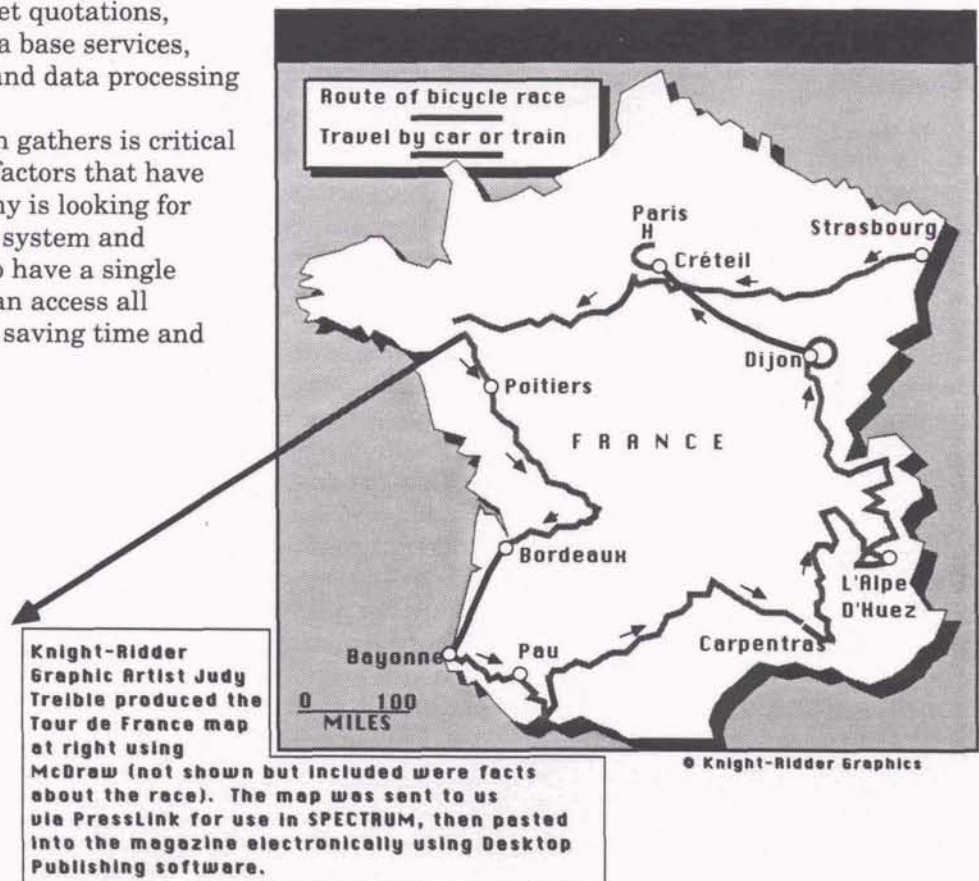 et quotations,
a base services,
and data processing
n gathers is critical
factors that have
ny is looking for
system and
o have a single
an access all
saving time and
Route of bicycle race
Travel by car or train
Paris
H
Créteil
Strasbourg
Dijon
Poitiers
FRANCE
Bordeaux
L'Alpe
D'Huez
Carpentras
Bayonne
Pau
0 100
MILES
© Knight-Ridder Graphics
Knight-Ridder
Graphic Artist Judy
Treible produced the
Tour de France map
at right using
McDraw (not shown but included were facts
about the race). The map was sent to us
via PressLink for use in SPECTRUM, then pasted
into the magazine electronically using Desktop
Publishing software.